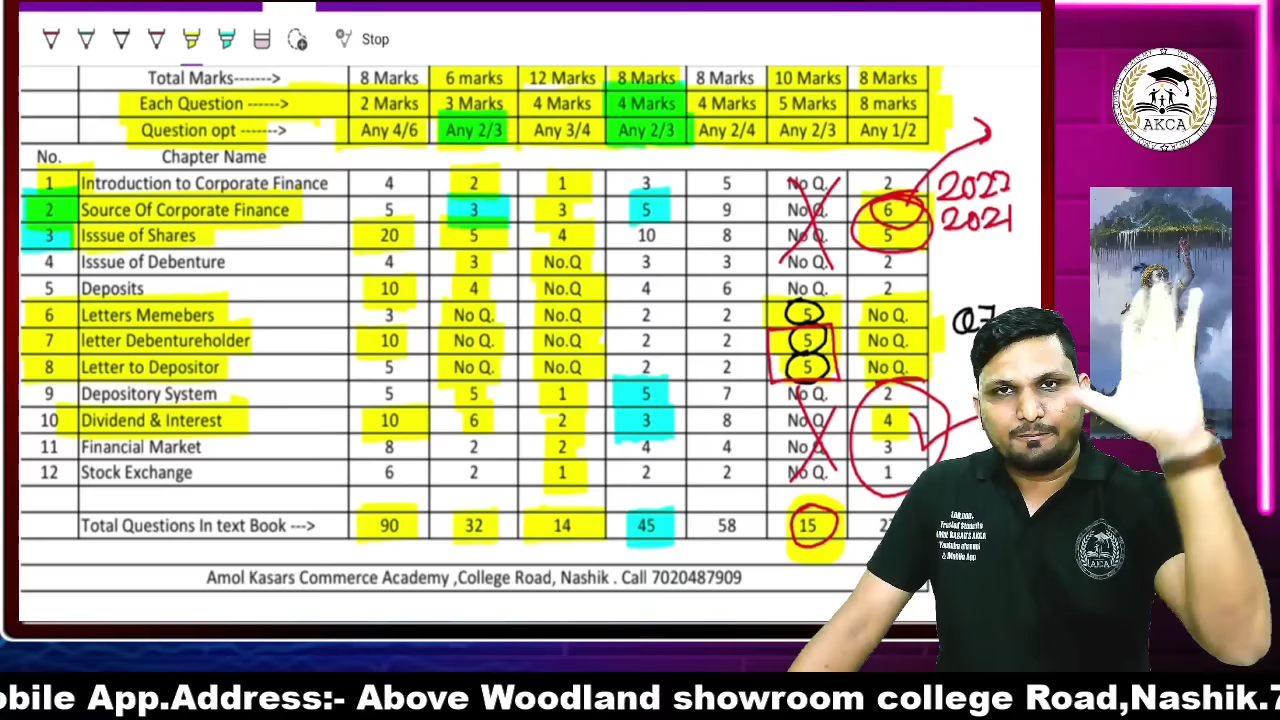 Stop
Total Marks-------> 8 Marks 6 marks 12 Marks 8 Marks 8 Marks 10 Marks 8 Marks
Each Question ------> 2 Marks 3 Marks 4 Marks 4 Marks 4 Marks 5 Marks 8 marks
Question opt -------> Any 4/6 Any 2/3 Any 3/4 Any 2/3 Any 2/4 Any 2/3 Any 1/2
No. Chapter Name
1 Introduction to Corporate Finance 4 2 1 3 5 No Q. 2
2022
2 Source Of Corporate Finance 5 3 3 5 9 No Q. 6
2021
3 Isssue of Shares 20 5 4 10 8 No Q. 5
4 Isssue of Debenture 4 3 No.Q 3 3 No Q. 2
5 Deposits 10 4 No.Q 4 6 No Q. 2
6 Letters Memebers 3 No Q. No.Q 2 2 5 No Q.
7 letter Debentureholder 10 No Q. No.Q 2 2 5 No Q.
8 Letter to Depositor 5 No Q. No.Q 2 2 5 No Q.
9 Depository System 5 5 1 5 7 No Q. 2
10 Dividend & Interest 10 6 2 3 8 No Q. 4
11 Financial Market 8 2 2 4 4 No Q. 3
12 Stock Exchange 6 2 1 2 2 No Q. 1
Total Questions In text Book ---> 90 32 14 45 58 15
Amol Kasars Commerce Academy ,College Road, Nashik . Call 7020487909
AKCA
Trusted Students
Youtube channel
& Mobile App
AKCA
obile App.Address:- Above Woodland showroom college Road,Nashik.7